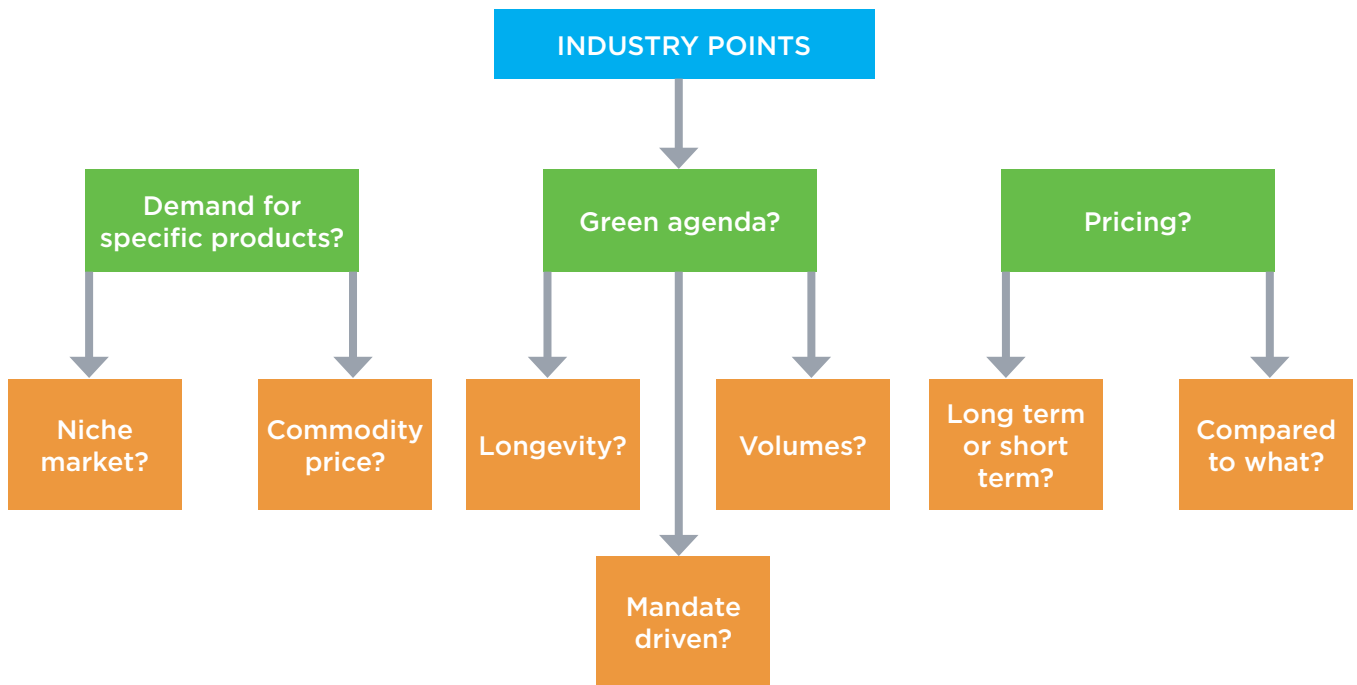 INDUSTRY POINTS
Demand for
specific products?
Green agenda?
Pricing?
Niche
market?
Commodity
price?
Longevity?
Volumes?
Long term
or short
term?
Compared
to what?
Mandate
driven?